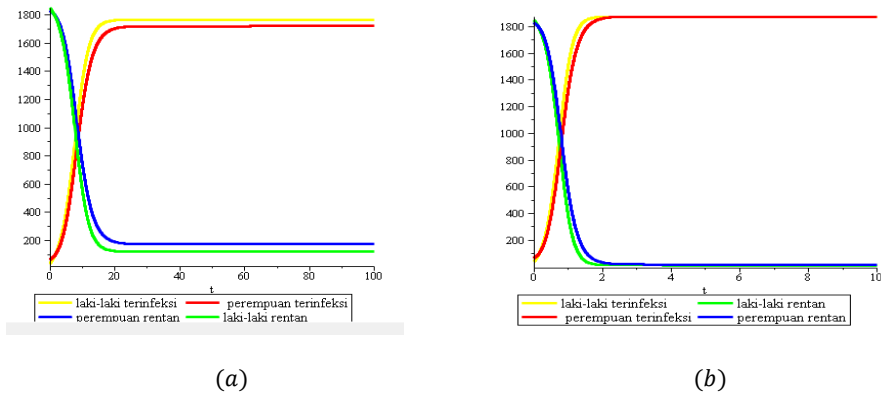 1800
1600
1400
1200
1000
800
600
400
200
0 20 40 60 80 100
t
laki-laki terinfeksi perempuan terinfeksi
perempuan rentan laki-laki rentan
(a)
1800
1600
1400
1200
1000
800
600
400
200
0 2 4 6 8 10
t
laki-laki terinfeksi laki-laki rentan
perempuan terinfeksi perempuan rentan
(b)